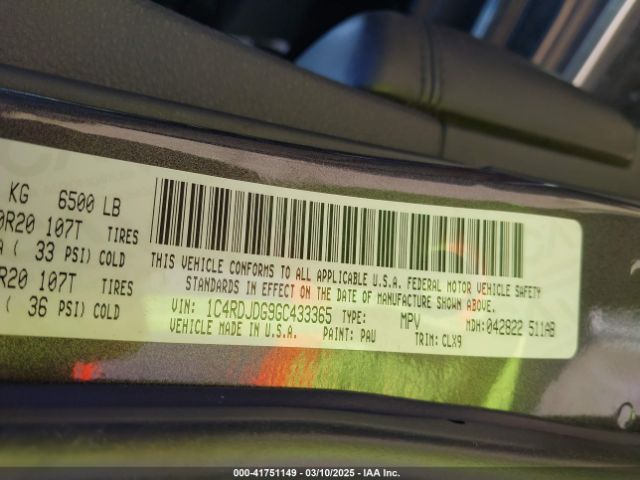 KG 6500 LB
0R20 107T TIRES
( 33 PSI) COLD
R20 107T TIRES
( 36 PSI) COLD
THIS VEHICLE CONFORMS TO ALL APPLICABLE U.S.A. FEDERAL MOTOR VEHICLE SAFETY
STANDARDS IN EFFECT ON THE DATE OF MANUFACTURE SHOWN ABOVE.
VIN: 1C4RDJDG9GC433365 TYPE: MPV MDH: 042822 511AB
VEHICLE MADE IN U.S.A. PAINT: PAU TRIM: CLX9
000-41751149 - 03/10/2025 - IAA Inc.